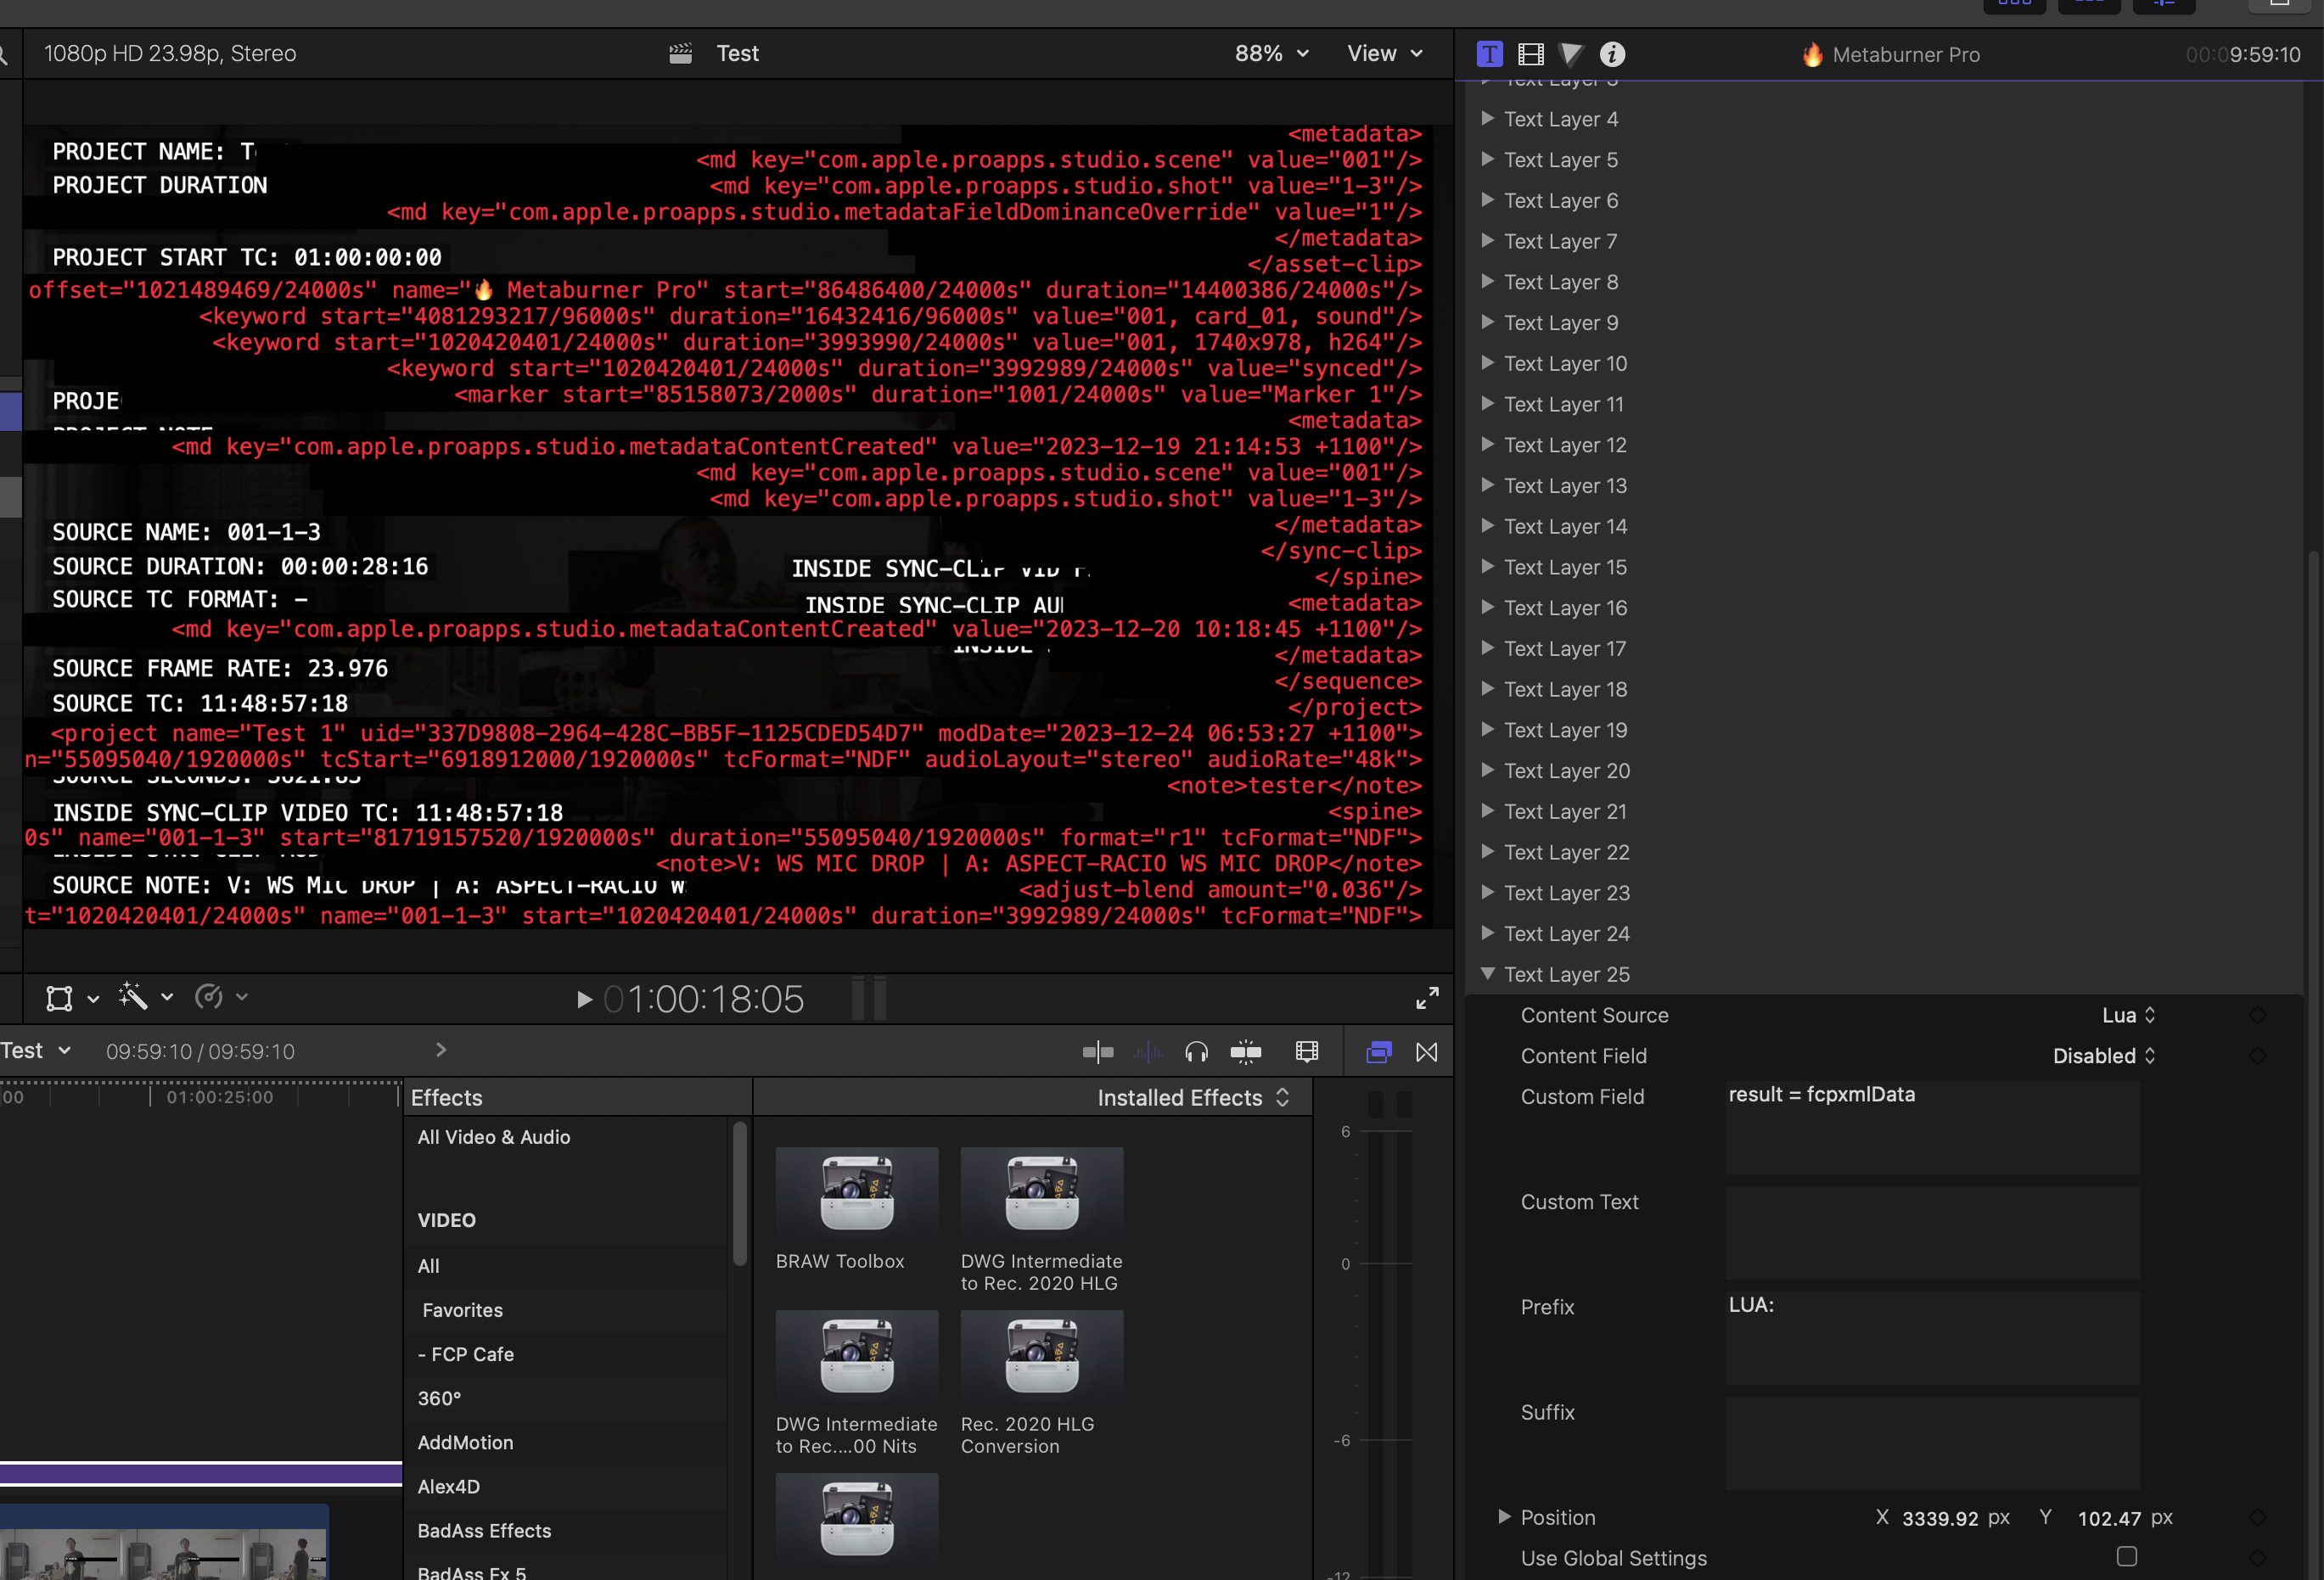 1080p HD 23.98p, Stereo
Test
88%
View
T
Metaburner Pro
00:09:59:10
PROJECT NAME:
PROJECT DURATION
PROJECT START TC: 01:00:00:00
PROJE
SOURCE NAME: 001-1-3
SOURCE DURATION: 00:00:28:16
SOURCE TC FORMAT: -
SOURCE FRAME RATE: 23.976
SOURCE TC: 11:48:57:18
INSIDE SYNC-CLIP VIDEO TC: 11:48:57:18
SOURCE NOTE: V: WS MIC DROP | A: ASPECT-RACIO W
INSIDE SYNC-CLIP VID
INSIDE SYNC-CLIP AU
INSIDE
<metadata>
<md key="com.apple.proapps.studio.scene" value="001"/>
<md key="com.apple.proapps.studio.shot" value="1-3"/>
<md key="com.apple.proapps.studio.metadataFieldDominanceOverride" value="1"/>
</metadata>
</asset-clip>
offset="1021489469/24000s" name="🔥 Metaburner Pro" start="86486400/24000s" duration="14400386/24000s"/>
<keyword start="4081293217/96000s" duration="16432416/96000s" value="001, card_01, sound"/>
<keyword start="1020420401/24000s" duration="3993990/24000s" value="001, 1740x978, h264"/>
<keyword start="1020420401/24000s" duration="3992989/24000s" value="synced"/>
<marker start="85158073/2000s" duration="1001/24000s" value="Marker 1"/>
<metadata>
<md key="com.apple.proapps.studio.metadataContentCreated" value="2023-12-19 21:14:53 +1100"/>
<md key="com.apple.proapps.studio.scene" value="001"/>
<md key="com.apple.proapps.studio.shot" value="1-3"/>
</metadata>
</sync-clip>
</spine>
<metadata>
<md key="com.apple.proapps.studio.metadataContentCreated" value="2023-12-20 10:18:45 +1100"/>
</metadata>
</sequence>
</project>
<project name="Test 1" uid="337D9808-2964-428C-BB5F-1125CDED54D7" modDate="2023-12-24 06:53:27 +1100">
n="55095040/1920000s" tcStart="6918912000/1920000s" tcFormat="NDF" audioLayout="stereo" audioRate="48k">
<note>tester</note>
<spine>
0s" name="001-1-3" start="81719157520/1920000s" duration="55095040/1920000s" format="r1" tcFormat="NDF">
<note>V: WS MIC DROP | A: ASPECT-RACIO WS MIC DROP</note>
<adjust-blend amount="0.036"/>
t="1020420401/24000s" name="001-1-3" start="1020420401/24000s" duration="3992989/24000s" tcFormat="NDF">
01:00:18:05
Test
09:59:10 / 09:59:10
00
01:00:25:00
Effects
All Video & Audio
VIDEO
All
Favorites
- FCP Cafe
360°
AddMotion
Alex4D
BadAss Effects
BadAss Fx 5
Installed Effects
BRAW Toolbox
DWG Intermediate
to Rec. 2020 HLG
DWG Intermediate
to Rec....00 Nits
Rec. 2020 HLG
Conversion
6
0
-6
-12
Text Layer 3
Text Layer 4
Text Layer 5
Text Layer 6
Text Layer 7
Text Layer 8
Text Layer 9
Text Layer 10
Text Layer 11
Text Layer 12
Text Layer 13
Text Layer 14
Text Layer 15
Text Layer 16
Text Layer 17
Text Layer 18
Text Layer 19
Text Layer 20
Text Layer 21
Text Layer 22
Text Layer 23
Text Layer 24
Text Layer 25
Content Source
Lua
Content Field
Disabled
Custom Field
result = fcpxmlData
Custom Text
Prefix
LUA:
Suffix
Position
X 3339.92 px Y 102.47 px
Use Global Settings